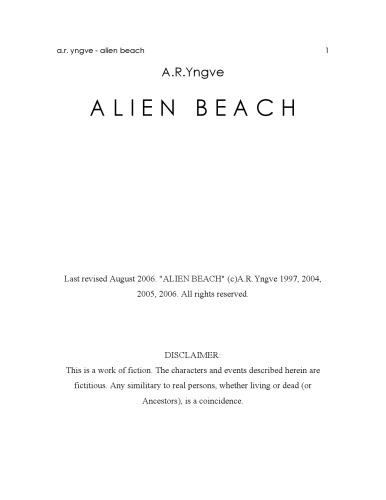 a.r. yngve - alien beach 1
A.R.Yngve
ALIEN BEACH
Last revised August 2006. "ALIEN BEACH" (c)A.R.Yngve 1997, 2004,
2005, 2006. All rights reserved.
DISCLAIMER:
This is a work of fiction. The characters and events described herein are
fictitious. Any similitary to real persons, whether living or dead (or
Ancestors), is a coincidence.